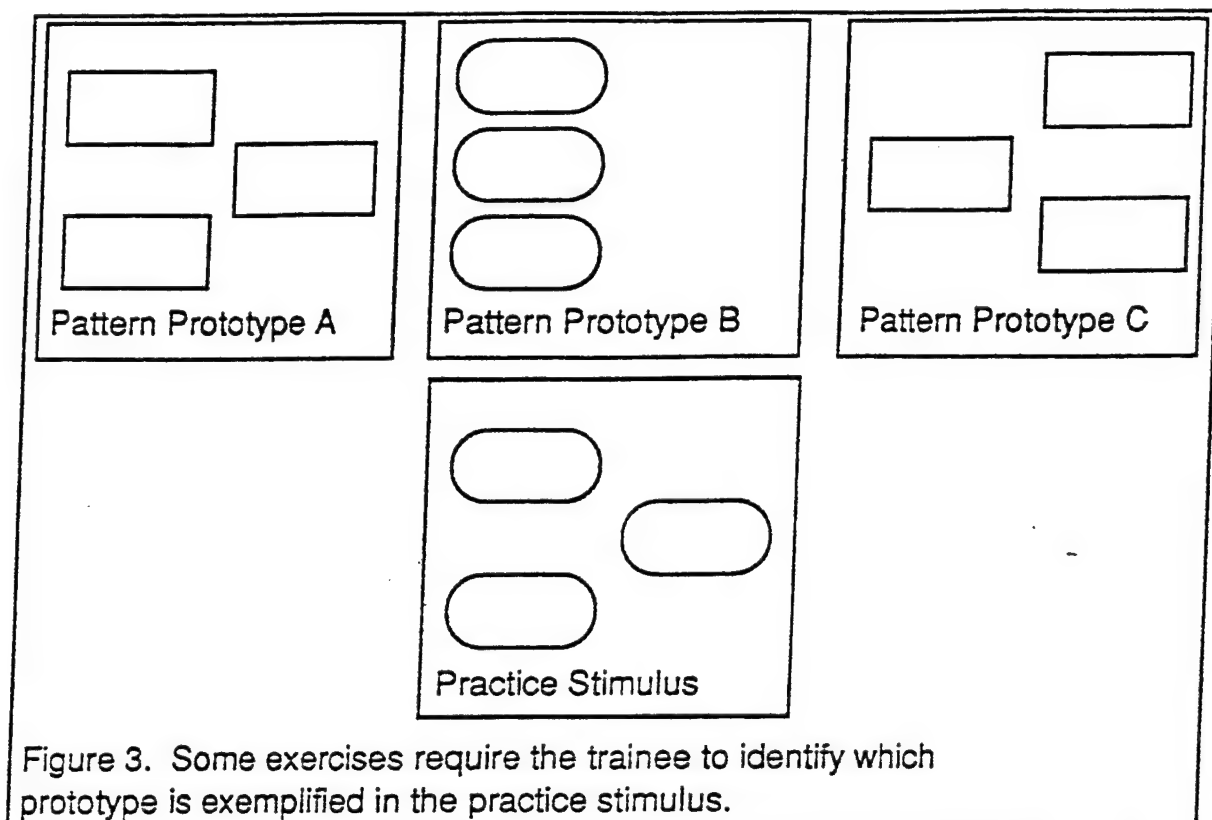 Pattern Prototype A
Pattern Prototype B
Pattern Prototype C
Practice Stimulus
Figure 3. Some exercises require the trainee to identify which
prototype is exemplified in the practice stimulus.